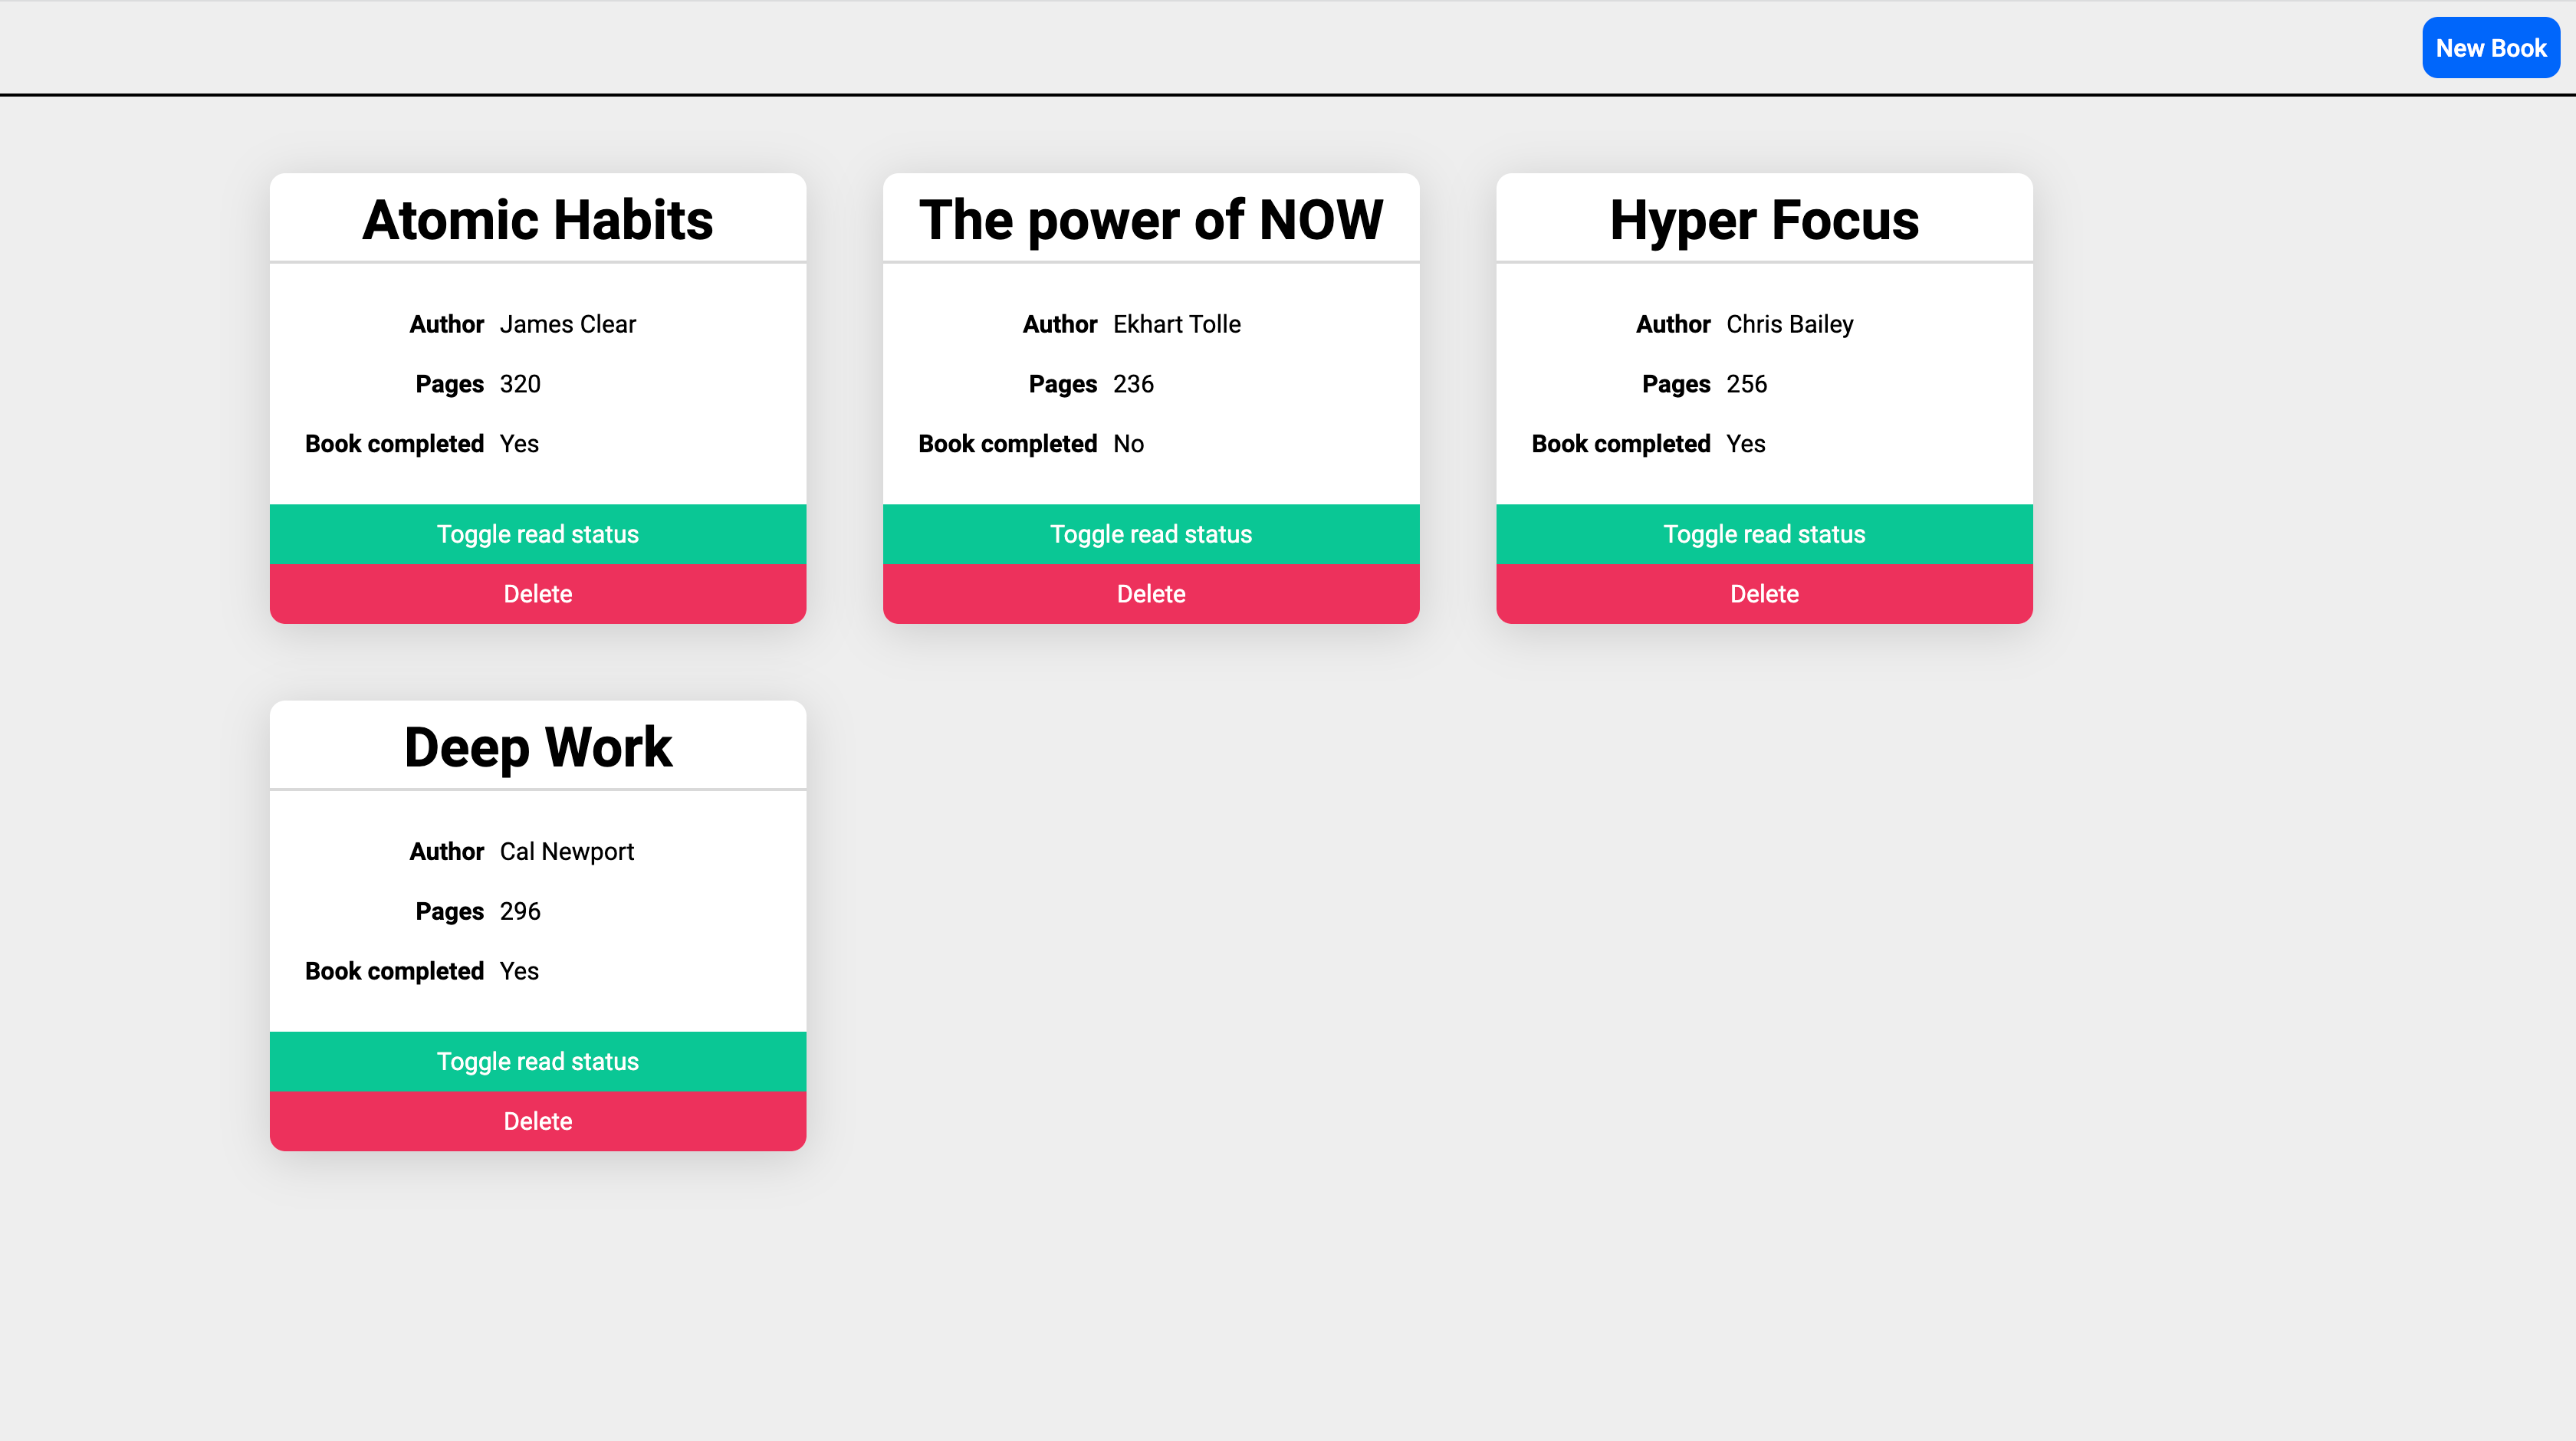 New Book
Atomic Habits
Author James Clear
Pages 320
Book completed Yes
Toggle read status
Delete
The power of NOW
Author Ekhart Tolle
Pages 236
Book completed No
Toggle read status
Delete
Hyper Focus
Author Chris Bailey
Pages 256
Book completed Yes
Toggle read status
Delete
Deep Work
Author Cal Newport
Pages 296
Book completed Yes
Toggle read status
Delete